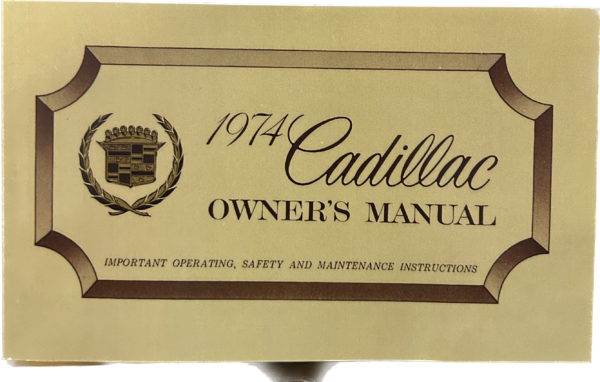 1974 Cadillac
OWNER'S MANUAL
IMPORTANT OPERATING, SAFETY AND MAINTENANCE INSTRUCTIONS